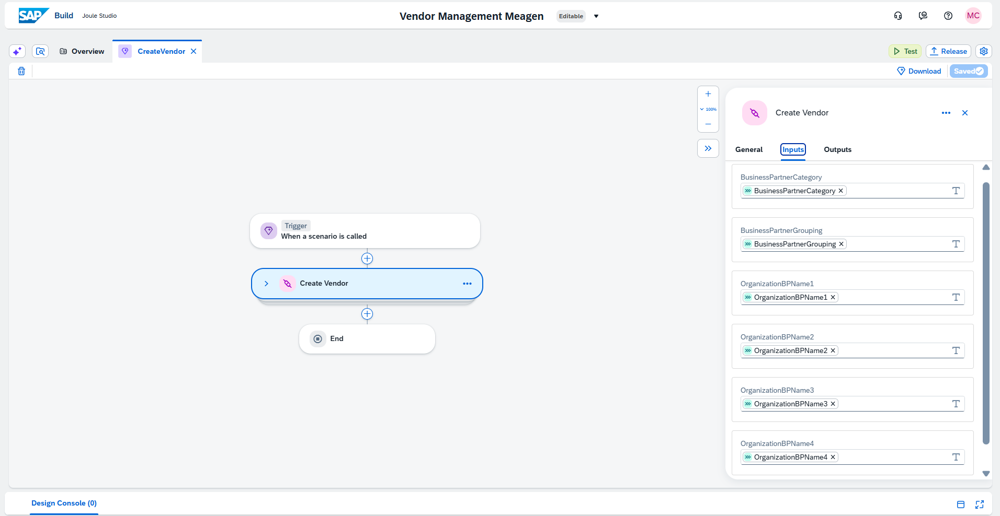 SAP Build Joule Studio
Vendor Management Meagen Editable
MC
Overview
CreateVendor
Test
Release
Download
Saved
100%
Create Vendor
General Inputs Outputs
BusinessPartnerCategory
BusinessPartnerCategory
BusinessPartnerGrouping
BusinessPartnerGrouping
OrganizationBPName1
OrganizationBPName1
OrganizationBPName2
OrganizationBPName2
OrganizationBPName3
OrganizationBPName3
OrganizationBPName4
OrganizationBPName4
Trigger
When a scenario is called
Create Vendor
End
Design Console (0)